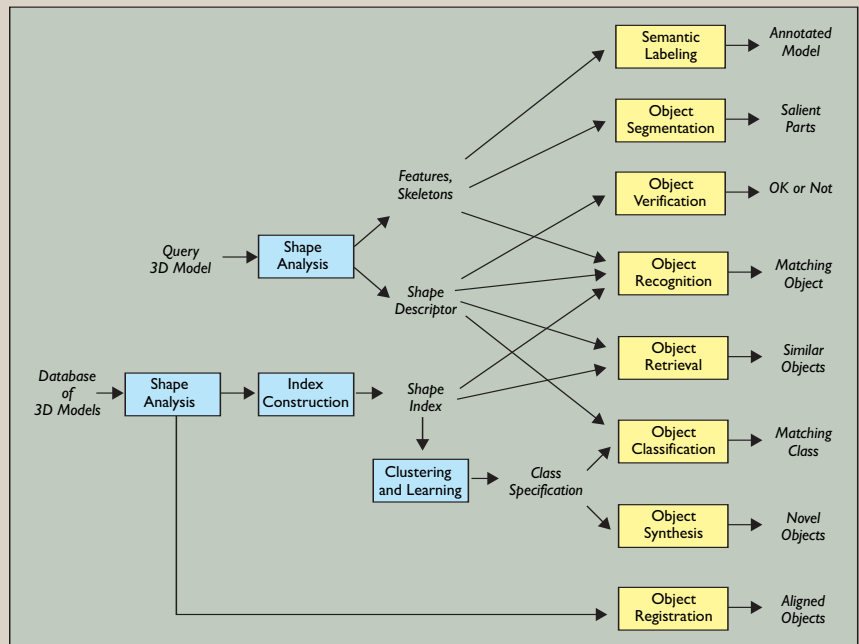 Semantic
Labeling
Annotated
Model
Object
Segmentation
Salient
Parts
Features,
Skeletons
Object
Verification
OK or Not
Query
3D Model
Shape
Analysis
Object
Recognition
Matching
Object
Shape
Descriptor
Object
Retrieval
Similar
Objects
Database
of
3D Models
Shape
Analysis
Index
Construction
Shape
Index
Object
Classification
Matching
Class
Clustering
and Learning
Class
Specification
Object
Synthesis
Novel
Objects
Object
Registration
Aligned
Objects